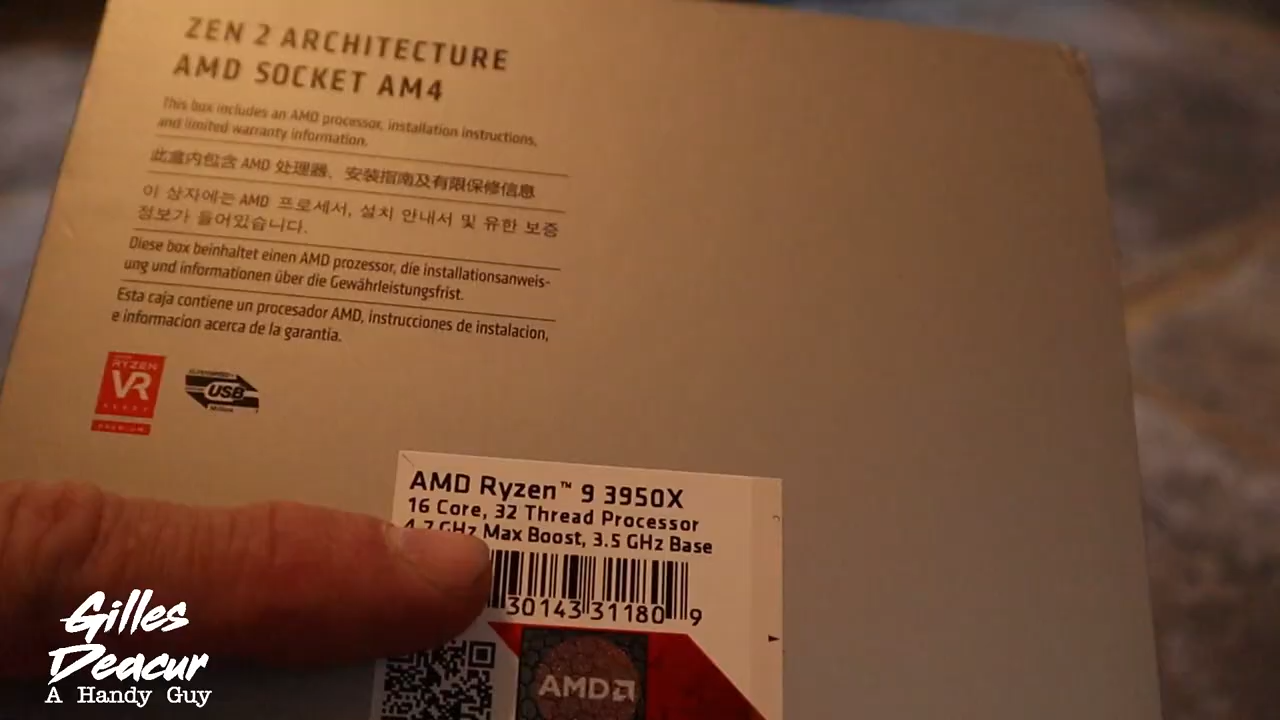 ZEN 2 ARCHITECTURE
AMD SOCKET AM4
This box includes an AMD processor, installation instructions,
and limited warranty information.
此盒内包含 AMD 处理器、安装指南及有限保修信息
이 상자에는 AMD 프로세서, 설치 안내서 및 유한 보증
정보가 들어있습니다.
Diese box beinhaltet einen AMD prozessor, die installationsanweis-
ung und informationen über die Gewährleistungsfrist.
Esta caja contiene un procesador AMD, instrucciones de instalacion,
e informacion acerca de la garantia.
RYZEN
VR
READY
PREMIUM
USB
AMD Ryzen™ 9 3950X
16 Core, 32 Thread Processor
4.7 GHz Max Boost, 3.5 GHz Base
30143 31180 9
AMD
Gilles
Deacur
A Handy Guy